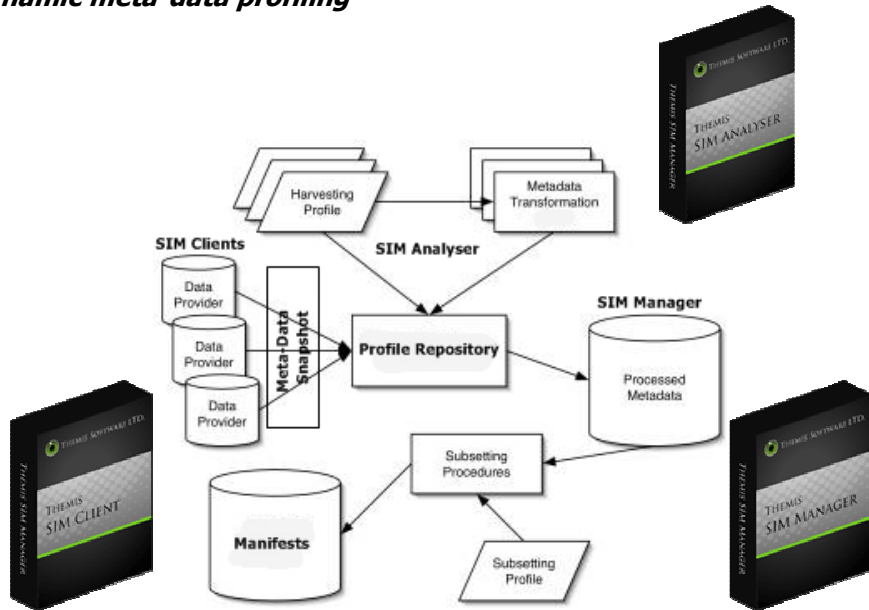 namic meta-data profiling
THEMIS SOFTWARE LTD.
THEMIS
SIM ANALYSER
THEMIS SIM MANAGER
Harvesting
Profile
Metadata
Transformation
SIM Analyser
SIM Clients
Data
Provider
Data
Provider
Data
Provider
Meta-Data
Snapshot
Profile Repository
SIM Manager
Processed
Metadata
Subsetting
Procedures
Manifests
Subsetting
Profile
THEMIS SOFTWARE LTD.
THEMIS
SIM CLIENT
THEMIS SIM MANAGER
THEMIS SOFTWARE LTD.
THEMIS
SIM MANAGER
THEMIS SIM MANAGER